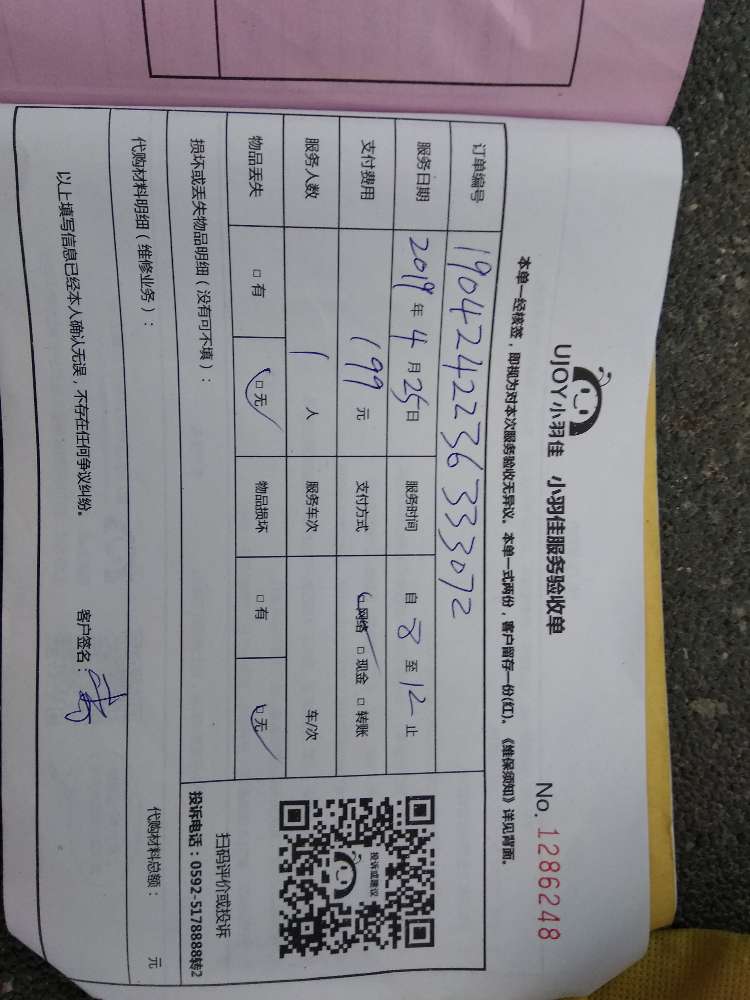 UJOY小羽佳 小羽佳服务验收单 No. 1286248
本单一经核签，即视为对本次服务验收无异议。本单一式两份，客户留存一份(红)。《维保须知》详见背面。
订单编号 1904242236333072
服务日期 2019 年 4 月 25 日 服务时间 自 8 至 12 止
支付费用 199 元 支付方式 ☑网络 □现金 □转账
服务人数 1 人 服务车次 车/次
物品丢失 □有 ☑无 物品损坏 □有 ☑无
投诉或建议
扫码评价或投诉
投诉电话：0592-5178888转2
损坏或丢失物品明细（没有可不填）：
代购材料明细（维修业务）： 代购材料总额： 元
以上填写信息已经本人确认无误，不存在任何争议纠纷。 客户签名：